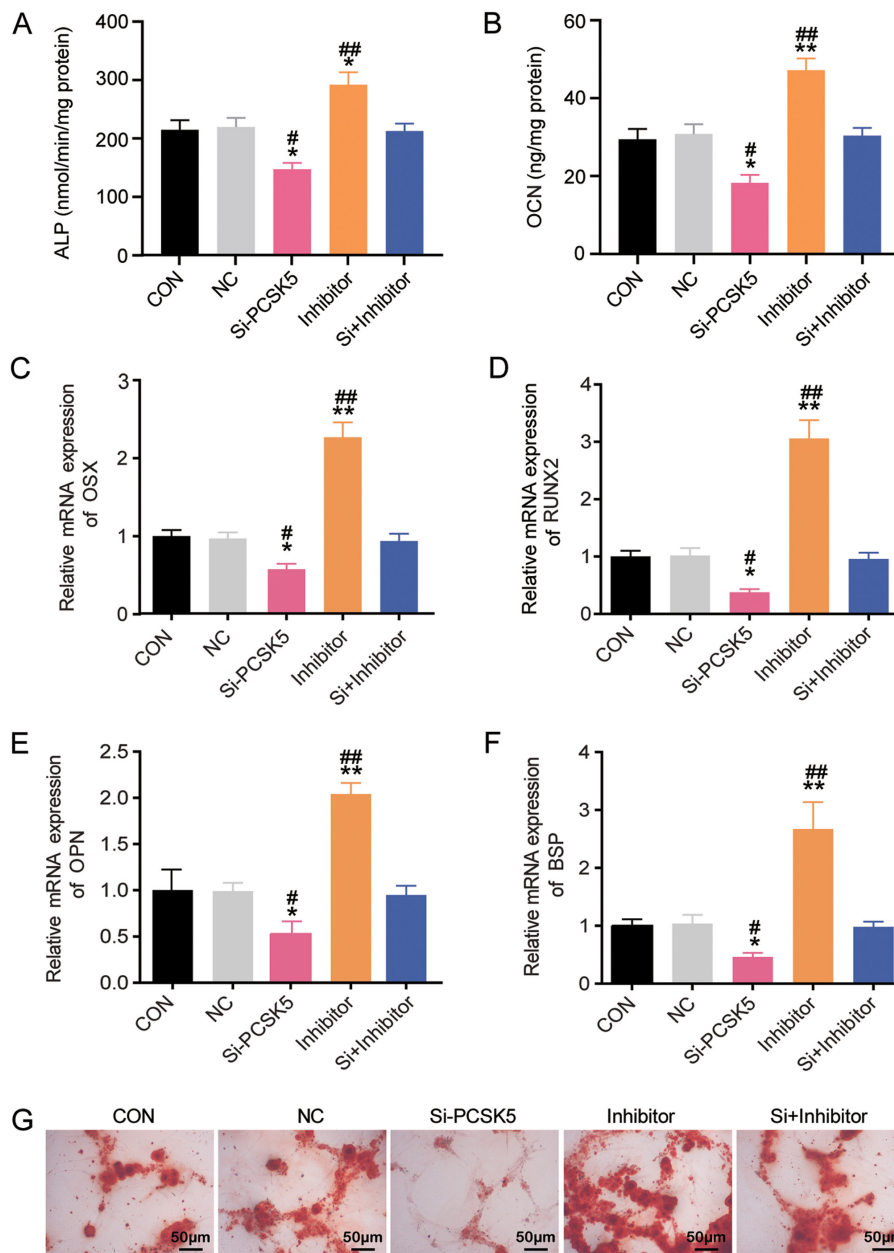 A
ALP (nmol/min/mg protein)
400
300
200
100
0
##
*
#
*
CON
NC
Si-PCSK5
Inhibitor
Si+Inhibitor
B
OCN (ng/mg protein)
60
40
20
0
##
**
#
*
CON
NC
Si-PCSK5
Inhibitor
Si+Inhibitor
C
Relative mRNA expression
of OSX
3
2
1
0
##
**
#
*
CON
NC
Si-PCSK5
Inhibitor
Si+Inhibitor
D
Relative mRNA expression
of RUNX2
4
3
2
1
0
##
**
#
*
CON
NC
Si-PCSK5
Inhibitor
Si+Inhibitor
E
Relative mRNA expression
of OPN
2.5
2.0
1.5
1.0
0.5
0.0
##
**
#
*
CON
NC
Si-PCSK5
Inhibitor
Si+Inhibitor
F
Relative mRNA expression
of BSP
4
3
2
1
0
##
**
#
*
CON
NC
Si-PCSK5
Inhibitor
Si+Inhibitor
G
CON NC Si-PCSK5 Inhibitor Si+Inhibitor
50μm 50μm 50μm 50μm 50μm